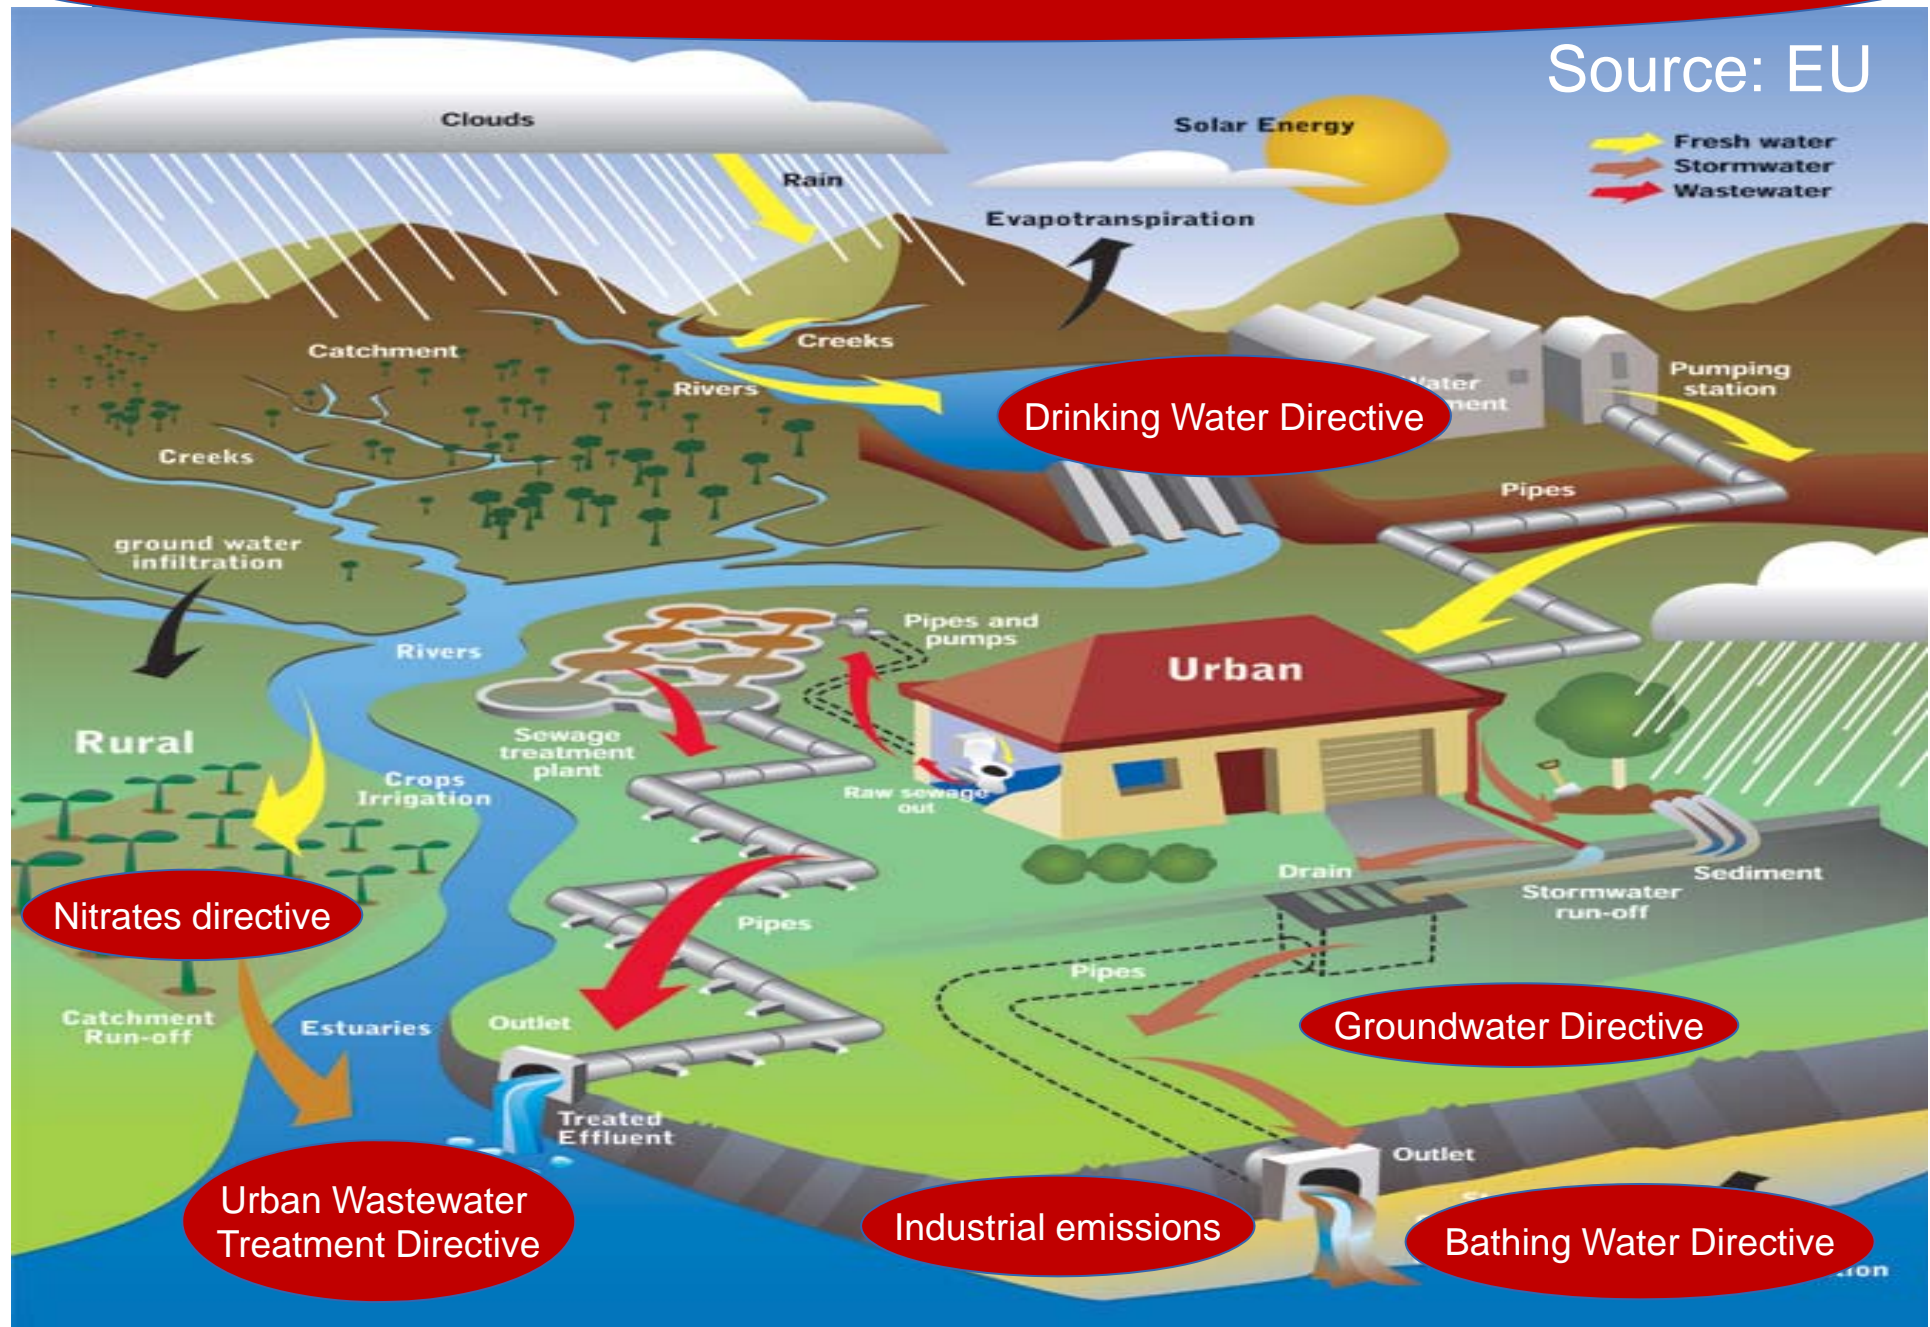 Source: EU
Clouds
Solar Energy
Fresh water
Stormwater
Wastewater
Rain
Evapotranspiration
Creeks
Catchment
Rivers
Pumping
station
Drinking Water Directive
Creeks
Pipes
ground water
infiltration
Pipes and
pumps
Rivers
Urban
Rural
Sewage
treatment
plant
Crops
Irrigation
Raw sewage
out
Drain
Sediment
Stormwater
run-off
Nitrates directive
Pipes
Pipes
Catchment
Run-off
Estuaries
Outlet
Groundwater Directive
Treated
Effluent
Outlet
Urban Wastewater
Treatment Directive
Industrial emissions
Bathing Water Directive